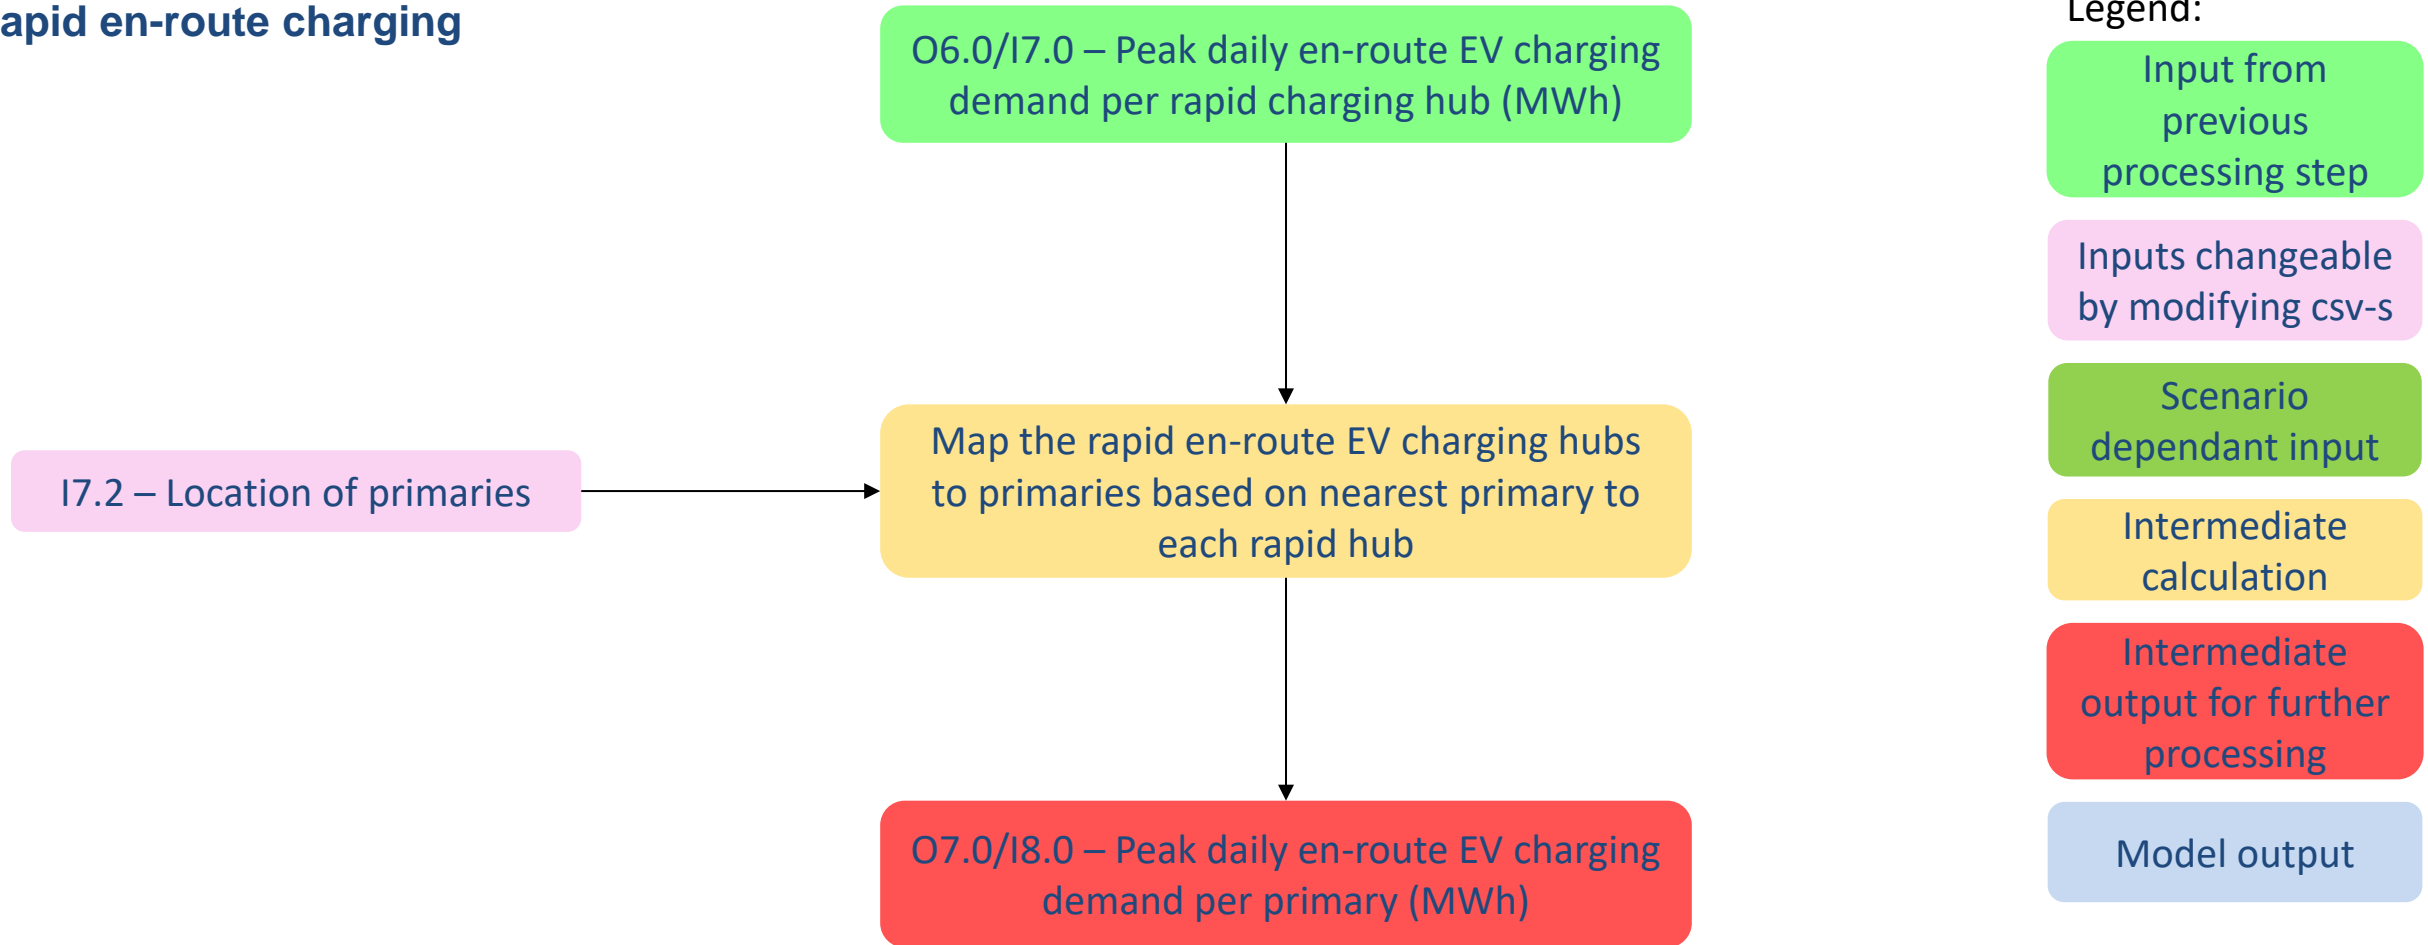 apid en-route charging
O6.0/I7.0 – Peak daily en-route EV charging
demand per rapid charging hub (MWh)
I7.2 – Location of primaries
Map the rapid en-route EV charging hubs
to primaries based on nearest primary to
each rapid hub
O7.0/I8.0 – Peak daily en-route EV charging
demand per primary (MWh)
Legend:
Input from
previous
processing step
Inputs changeable
by modifying csv-s
Scenario
dependant input
Intermediate
calculation
Intermediate
output for further
processing
Model output